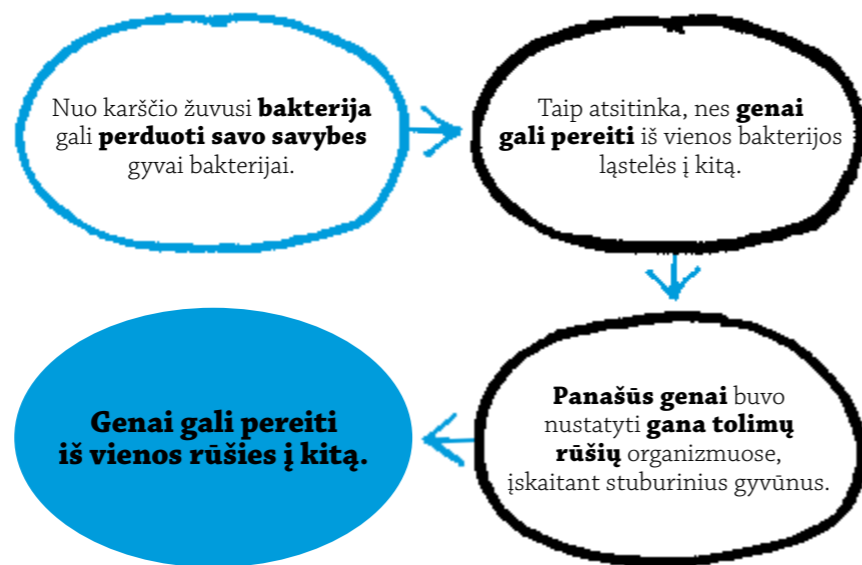 Nuo karščio žuvusi bakterija
gali perduoti savo savybes
gyvai bakterijai.
Taip atsitinka, nes genai
gali pereiti iš vienos bakterijos
ląstelės į kitą.
Panašūs genai buvo
nustatyti gana tolimų
rūšių organizmuose,
įskaitant stuburinius gyvūnus.
Genai gali pereiti
iš vienos rūšies į kitą.